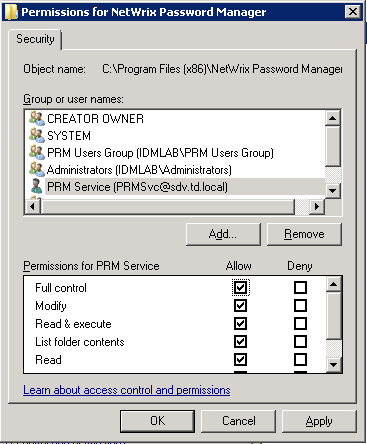 Permissions for NetWrix Password Manager
Security
Object name: C:\Program Files (x86)\NetWrix Password Manager
Group or user names:
CREATOR OWNER
SYSTEM
PRM Users Group (IDMLAB\PRM Users Group)
Administrators (IDMLAB\Administrators)
PRM Service (PRMSvc@sdv.td.local)
Add... Remove
Permissions for PRM Service Allow Deny
Full control
Modify
Read & execute
List folder contents
Read
Learn about access control and permissions
OK Cancel Apply